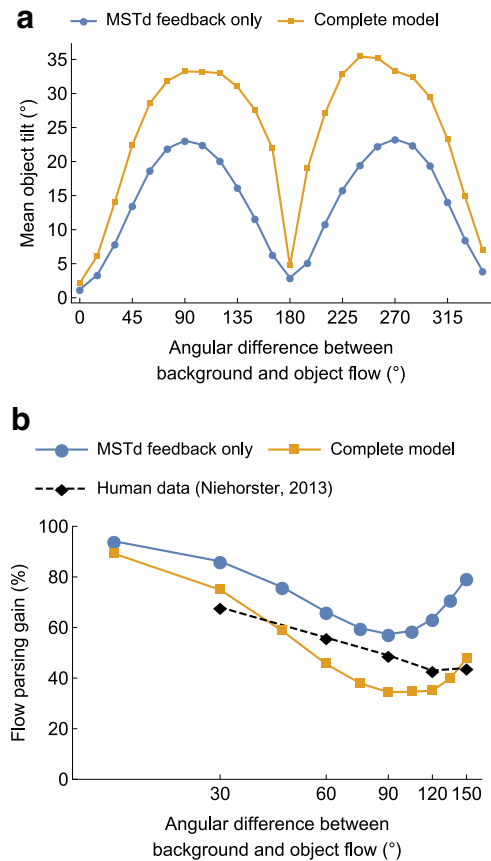 a
MSTd feedback only
Complete model
Mean object tilt (°)
35
30
25
20
15
10
5
0
0 45 90 135 180 225 270 315
Angular difference between
background and object flow (°)
b
MSTd feedback only
Complete model
Human data (Niehorster, 2013)
Flow parsing gain (%)
100
80
60
40
20
0
30 60 90 120 150
Angular difference between
background and object flow (°)